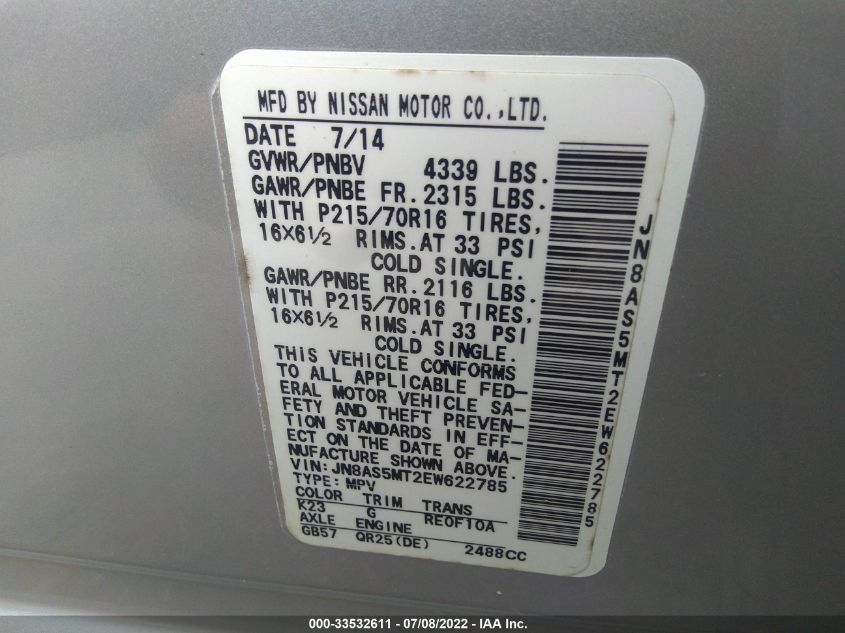 MFD BY NISSAN MOTOR CO.,LTD.
DATE 7/14
GVWR/PNBV 4339 LBS.
GAWR/PNBE FR.2315 LBS.
WITH P215/70R16 TIRES,
16X6½ RIMS.AT 33 PSI
COLD SINGLE.
GAWR/PNBE RR.2116 LBS.
WITH P215/70R16 TIRES,
16X6½ RIMS.AT 33 PSI
COLD SINGLE.
THIS VEHICLE CONFORMS
TO ALL APPLICABLE FED-
ERAL MOTOR VEHICLE SA-
FETY AND THEFT PREVEN-
TION STANDARDS IN EFF-
ECT ON THE DATE OF MA-
NUFACTURE SHOWN ABOVE.
VIN:JN8AS5MT2EW622785
TYPE: MPV
COLOR TRIM TRANS
K23 G RE0F10A
AXLE ENGINE
GB57 QR25(DE) 2488CC
JN8AS5MT2EW622785
000-33532611 - 07/08/2022 - IAA Inc.